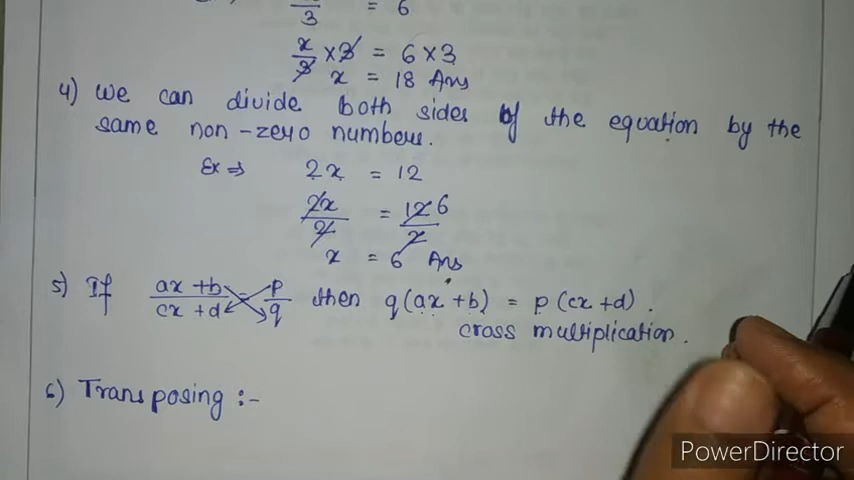 3 = 6
x/3 ×3 = 6 ×3
x = 18 Ans
4) We can divide both sides of the equation by the
same non-zero numbers.
Ex ⇒ 2x = 12
2x/2 = 12/2 6
x = 6 Ans
5) If ax+b/cx+d = p/q then q(ax+b) = p(cx+d).
cross multiplication.
6) Transposing :-
PowerDirector